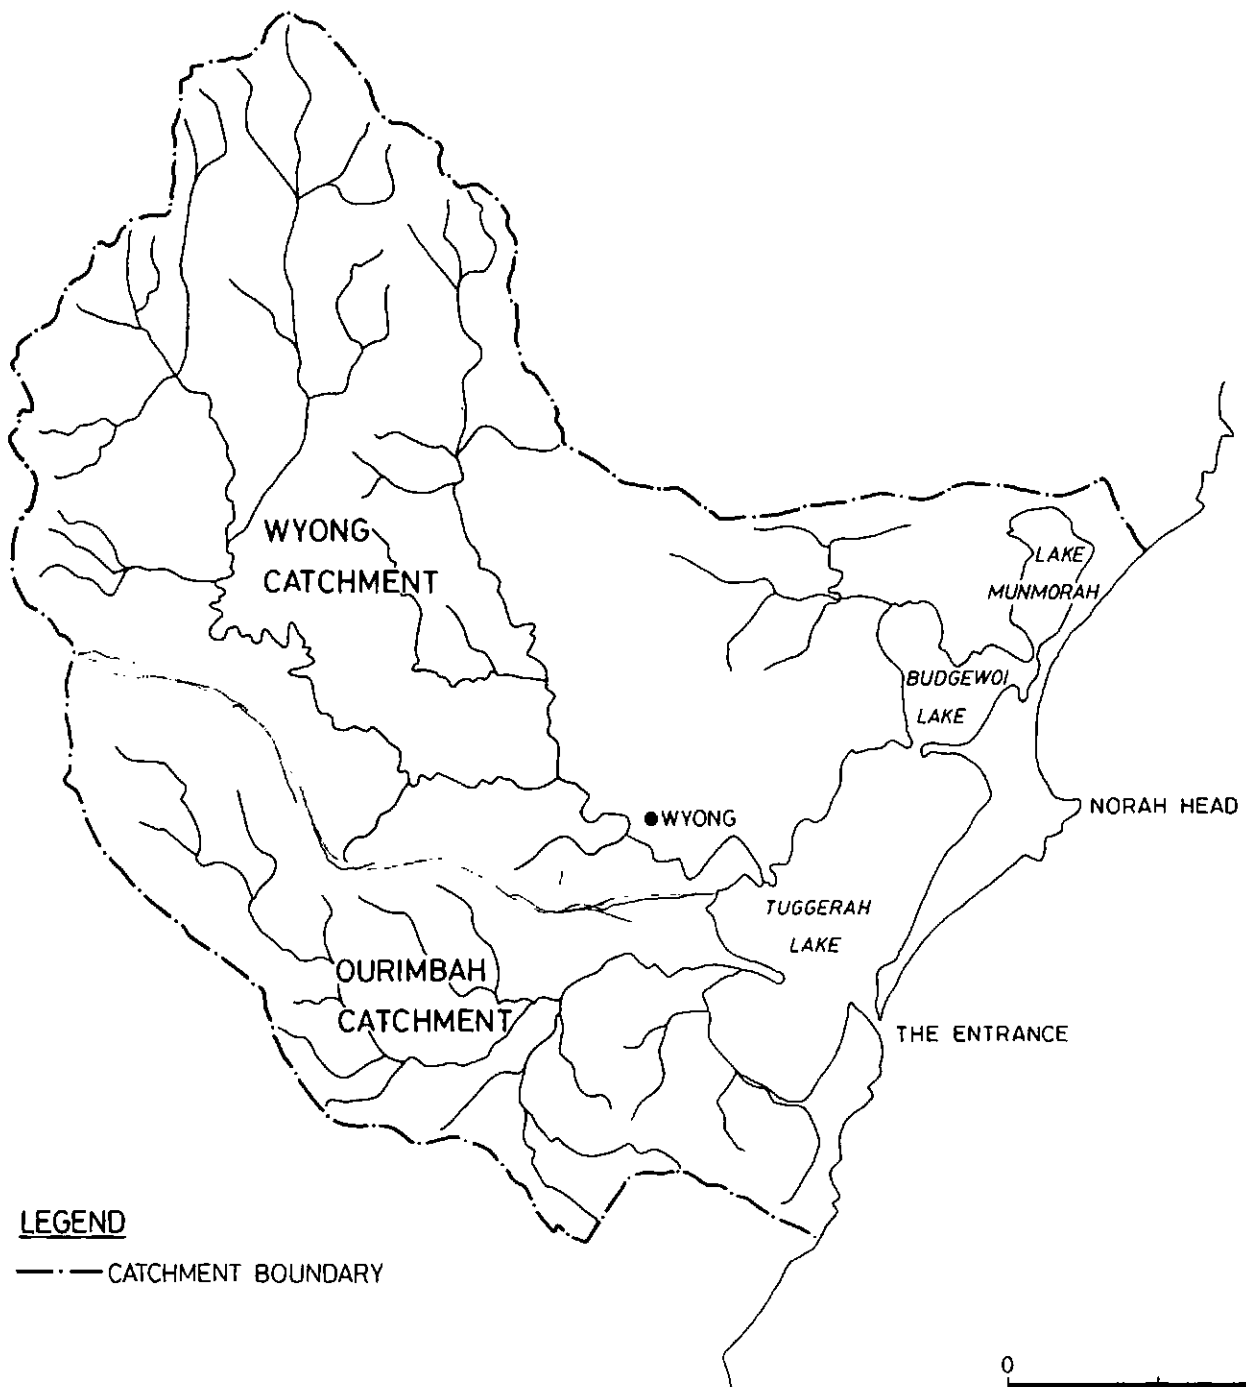 WYONG
CATCHMENT
LAKE
MUNMORAH
BUDGEWOI
LAKE
WYONG
NORAH HEAD
TUGGERAH
LAKE
OURIMBAH
CATCHMENT
THE ENTRANCE
LEGEND
CATCHMENT BOUNDARY
0